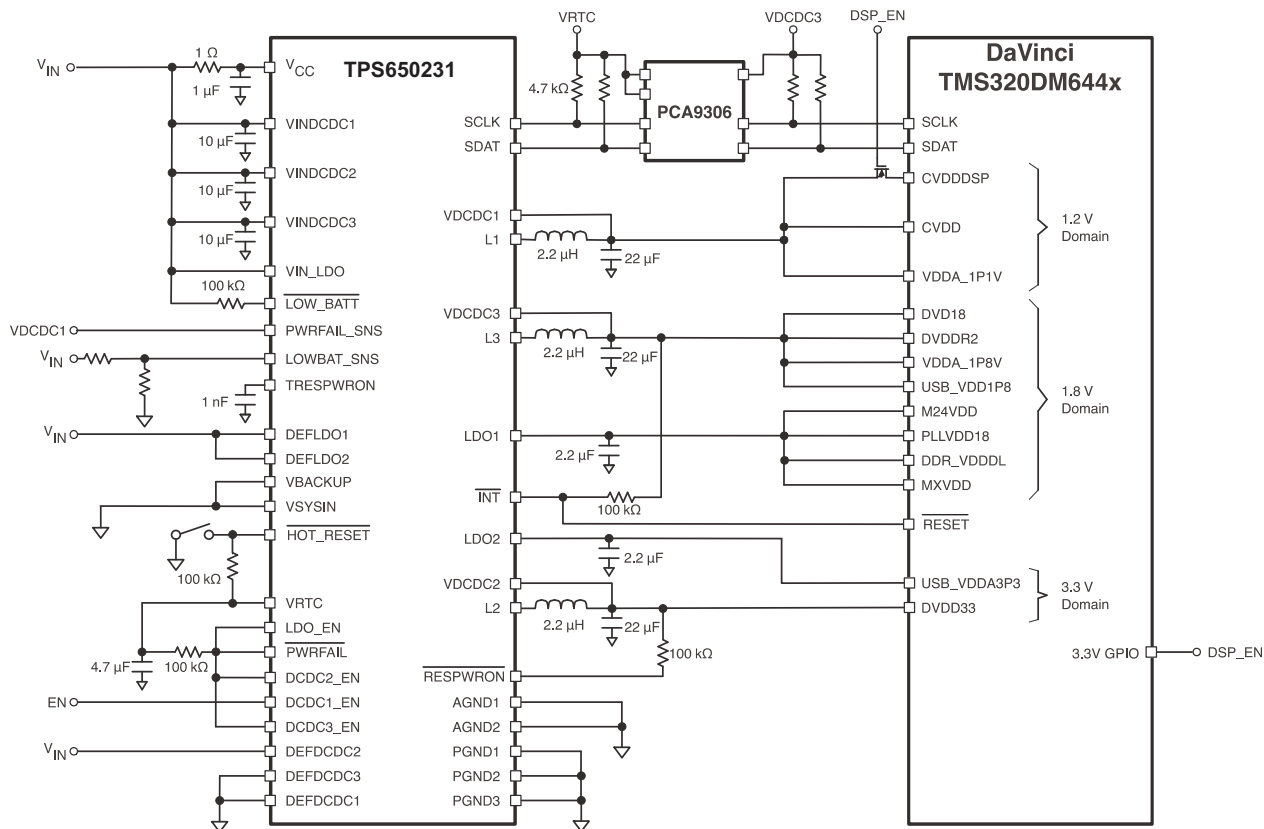 VRTC
VDCDC3
DSP_EN
1 Ω
V_IN
V_CC
1 μF
TPS650231
4.7 kΩ
PCA9306
DaVinci
TMS320DM644x
VINDCDC1
10 μF
VINDCDC2
10 μF
VINDCDC3
10 μF
VIN_LDO
100 kΩ
LOW_BATT
VDCDC1
PWRFAIL_SNS
V_IN
LOWBAT_SNS
TRESPWRON
1 nF
V_IN
DEFLDO1
DEFLDO2
VBACKUP
VSYSIN
HOT_RESET
100 kΩ
VRTC
LDO_EN
PWRFAIL
4.7 μF
100 kΩ
DCDC2_EN
EN
DCDC1_EN
DCDC3_EN
V_IN
DEFDCDC2
DEFDCDC3
DEFDCDC1
SCLK
SDAT
VDCDC1
L1
2.2 μH
22 μF
VDCDC3
L3
2.2 μH
22 μF
LDO1
2.2 μF
INT
100 kΩ
LDO2
2.2 μF
VDCDC2
L2
2.2 μH
22 μF
100 kΩ
RESPWRON
AGND1
AGND2
PGND1
PGND2
PGND3
SCLK
SDAT
CVDDDSP
CVDD
VDDA_1P1V
1.2 V
Domain
DVD18
DVDDR2
VDDA_1P8V
USB_VDD1P8
M24VDD
PLLVDD18
DDR_VDDDL
MXVDD
1.8 V
Domain
RESET
USB_VDDA3P3
DVDD33
3.3 V
Domain
3.3V GPIO
DSP_EN